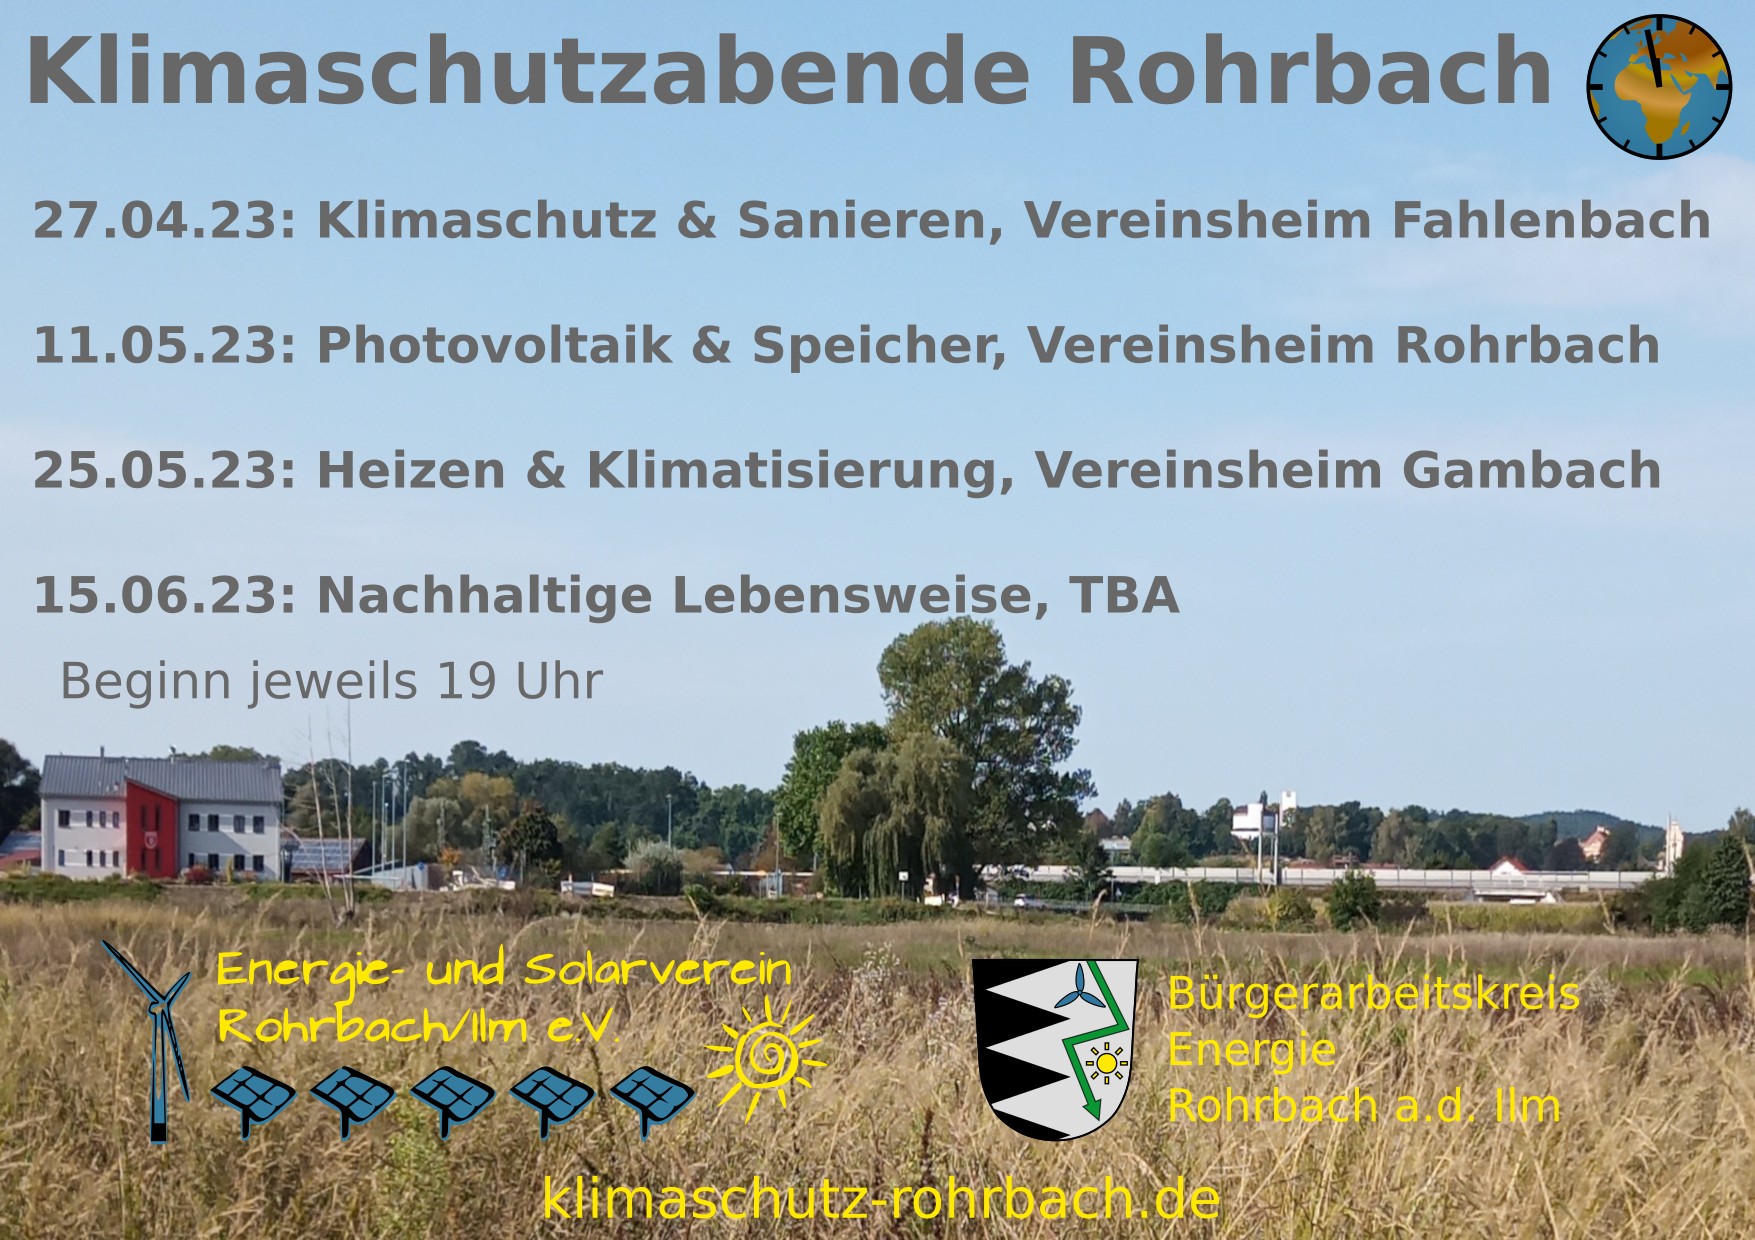 Klimaschutzabende Rohrbach
27.04.23: Klimaschutz & Sanieren, Vereinsheim Fahlenbach
11.05.23: Photovoltaik & Speicher, Vereinsheim Rohrbach
25.05.23: Heizen & Klimatisierung, Vereinsheim Gambach
15.06.23: Nachhaltige Lebensweise, TBA
Beginn jeweils 19 Uhr
Energie- und Solarverein
Rohrbach/Ilm e.V.
Bürgerarbeitskreis
Energie
Rohrbach a.d. Ilm
klimaschutz-rohrbach.de